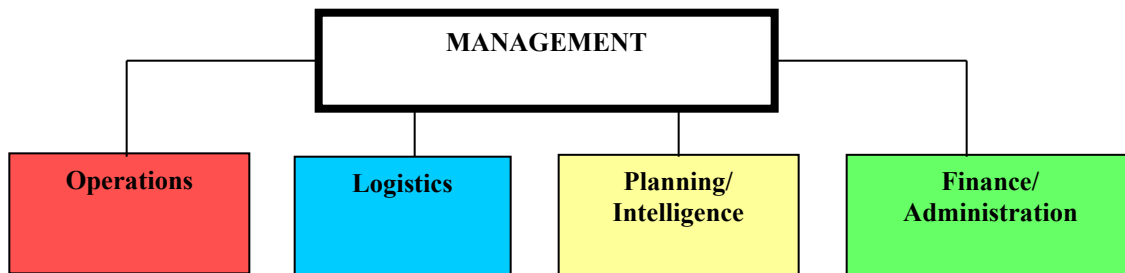 MANAGEMENT
Operations
Logistics
Planning/
Intelligence
Finance/
Administration